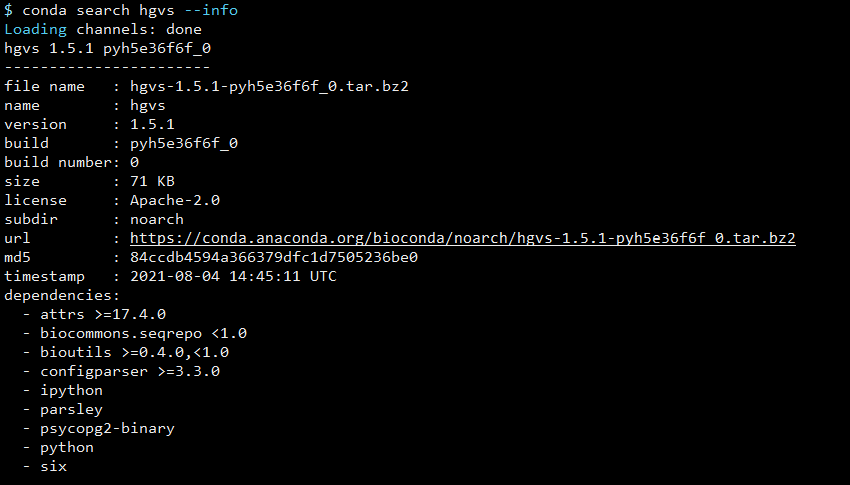 $ conda search hgvs --info
Loading channels: done
hgvs 1.5.1 pyh5e36f6f_0
-----------------------
file name   : hgvs-1.5.1-pyh5e36f6f_0.tar.bz2
name        : hgvs
version     : 1.5.1
build       : pyh5e36f6f_0
build number: 0
size        : 71 KB
license     : Apache-2.0
subdir      : noarch
url         : https://conda.anaconda.org/bioconda/noarch/hgvs-1.5.1-pyh5e36f6f_0.tar.bz2
md5         : 84ccdb4594a366379dfc1d7505236be0
timestamp   : 2021-08-04 14:45:11 UTC
dependencies:
  - attrs >=17.4.0
  - biocommons.seqrepo <1.0
  - bioutils >=0.4.0,<1.0
  - configparser >=3.3.0
  - ipython
  - parsley
  - psycopg2-binary
  - python
  - six